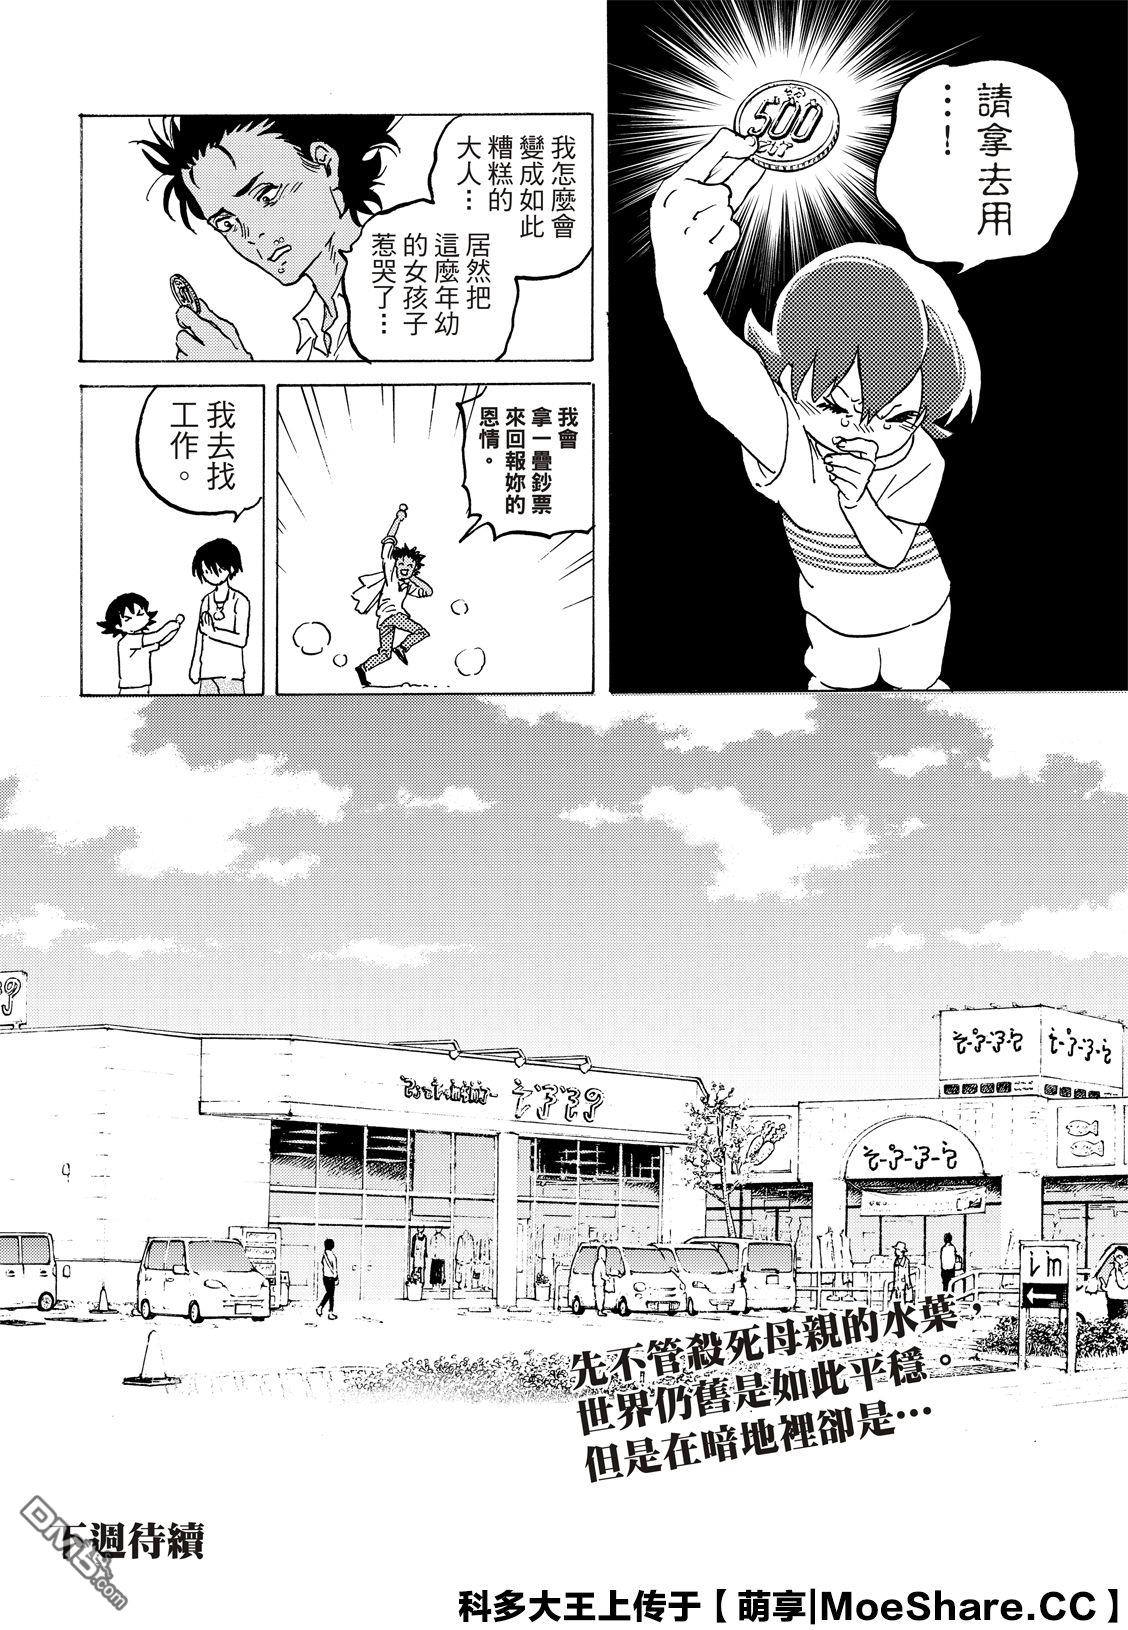 請拿去用
…！
500
我怎麼會
變成如此
糟糕的
大人…
居然把
這麼年幼
的女孩子
惹哭了…
我會
拿一疊鈔票
來回報妳的
恩情。
我去找
工作。
先不管殺死母親的水葉，
世界仍舊是如此平穩。
但是在暗地裡卻是…
下週待續
DM5.com
科多大王上传于【萌享|MoeShare.CC】